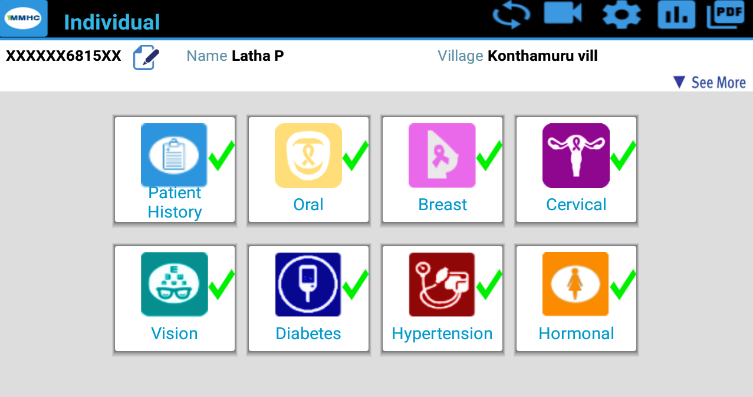 MMHC
Individual
PDF
XXXXXX6815XX
Name Latha P
Village Konthamuru vill
▼ See More
Patient
History
Oral
Breast
Cervical
E
Vision
Diabetes
Hypertension
Hormonal